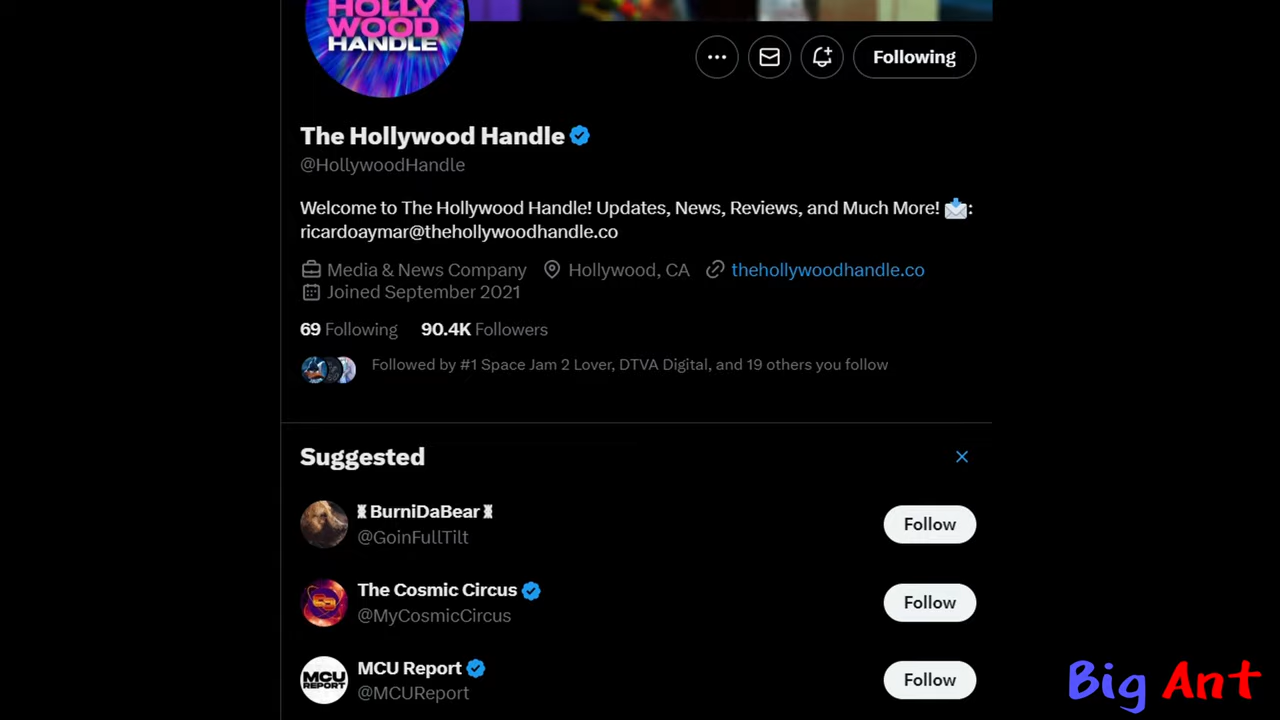 HOLLY
WOOD
HANDLE
Following
The Hollywood Handle
@HollywoodHandle
Welcome to The Hollywood Handle! Updates, News, Reviews, and Much More! 📩:
ricardoaymar@thehollywoodhandle.co
Media & News Company Hollywood, CA thehollywoodhandle.co
Joined September 2021
69 Following 90.4K Followers
Followed by #1 Space Jam 2 Lover, DTVA Digital, and 19 others you follow
Suggested
BurniDaBear
@GoinFullTilt
Follow
The Cosmic Circus
@MyCosmicCircus
Follow
MCU Report
@MCUReport
MCU
REPORT
Follow
Big Ant